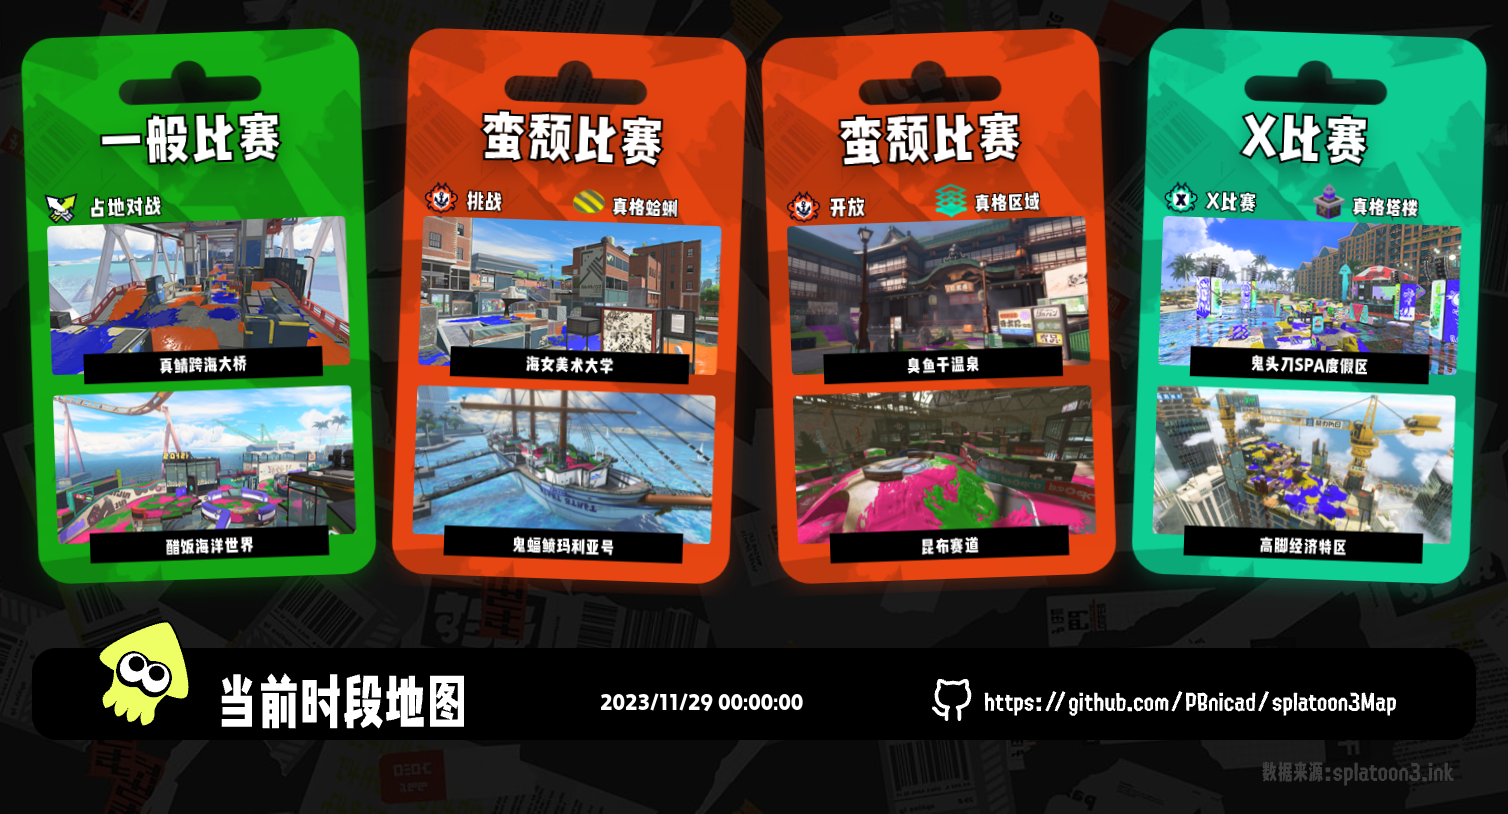 一般比赛
占地对战
真鲭跨海大桥
醋饭海洋世界
蛮颓比赛
挑战
真格蛤蜊
海女美术大学
鬼蝠鲼玛利亚号
蛮颓比赛
开放
真格区域
臭鱼干温泉
昆布赛道
X比赛
X比赛
真格塔楼
鬼头刀SPA度假区
高脚经济特区
当前时段地图
2023/11/29 00:00:00
https://github.com/PBnicad/splatoon3Map
数据来源:splatoon3.ink